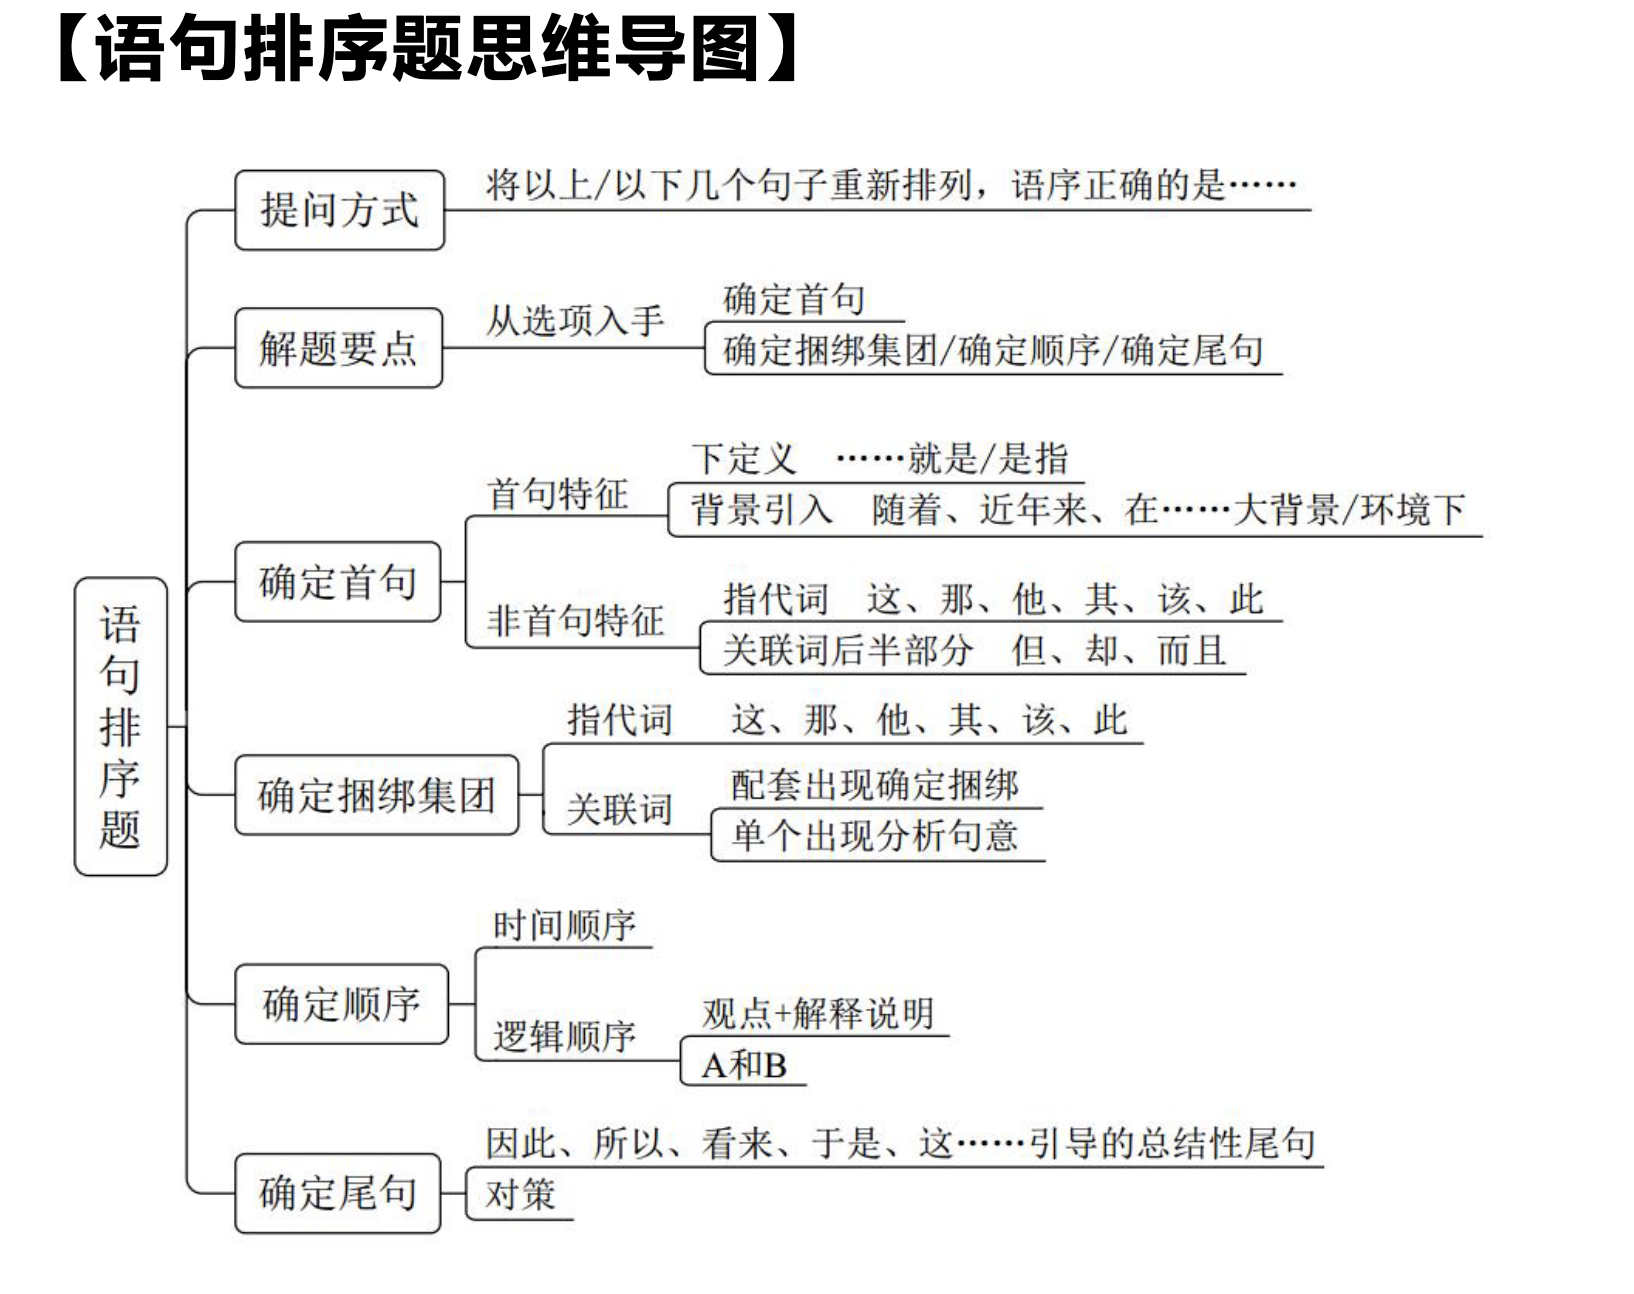 【语句排序题思维导图】
语句排序题
提问方式
将以上/以下几个句子重新排列，语序正确的是……
解题要点
从选项入手
确定首句
确定捆绑集团/确定顺序/确定尾句
确定首句
首句特征
下定义 ……就是/是指
背景引入 随着、近年来、在……大背景/环境下
非首句特征
指代词 这、那、他、其、该、此
关联词后半部分 但、却、而且
确定捆绑集团
指代词 这、那、他、其、该、此
关联词
配套出现确定捆绑
单个出现分析句意
确定顺序
时间顺序
逻辑顺序
观点+解释说明
A和B
确定尾句
因此、所以、看来、于是、这……引导的总结性尾句
对策